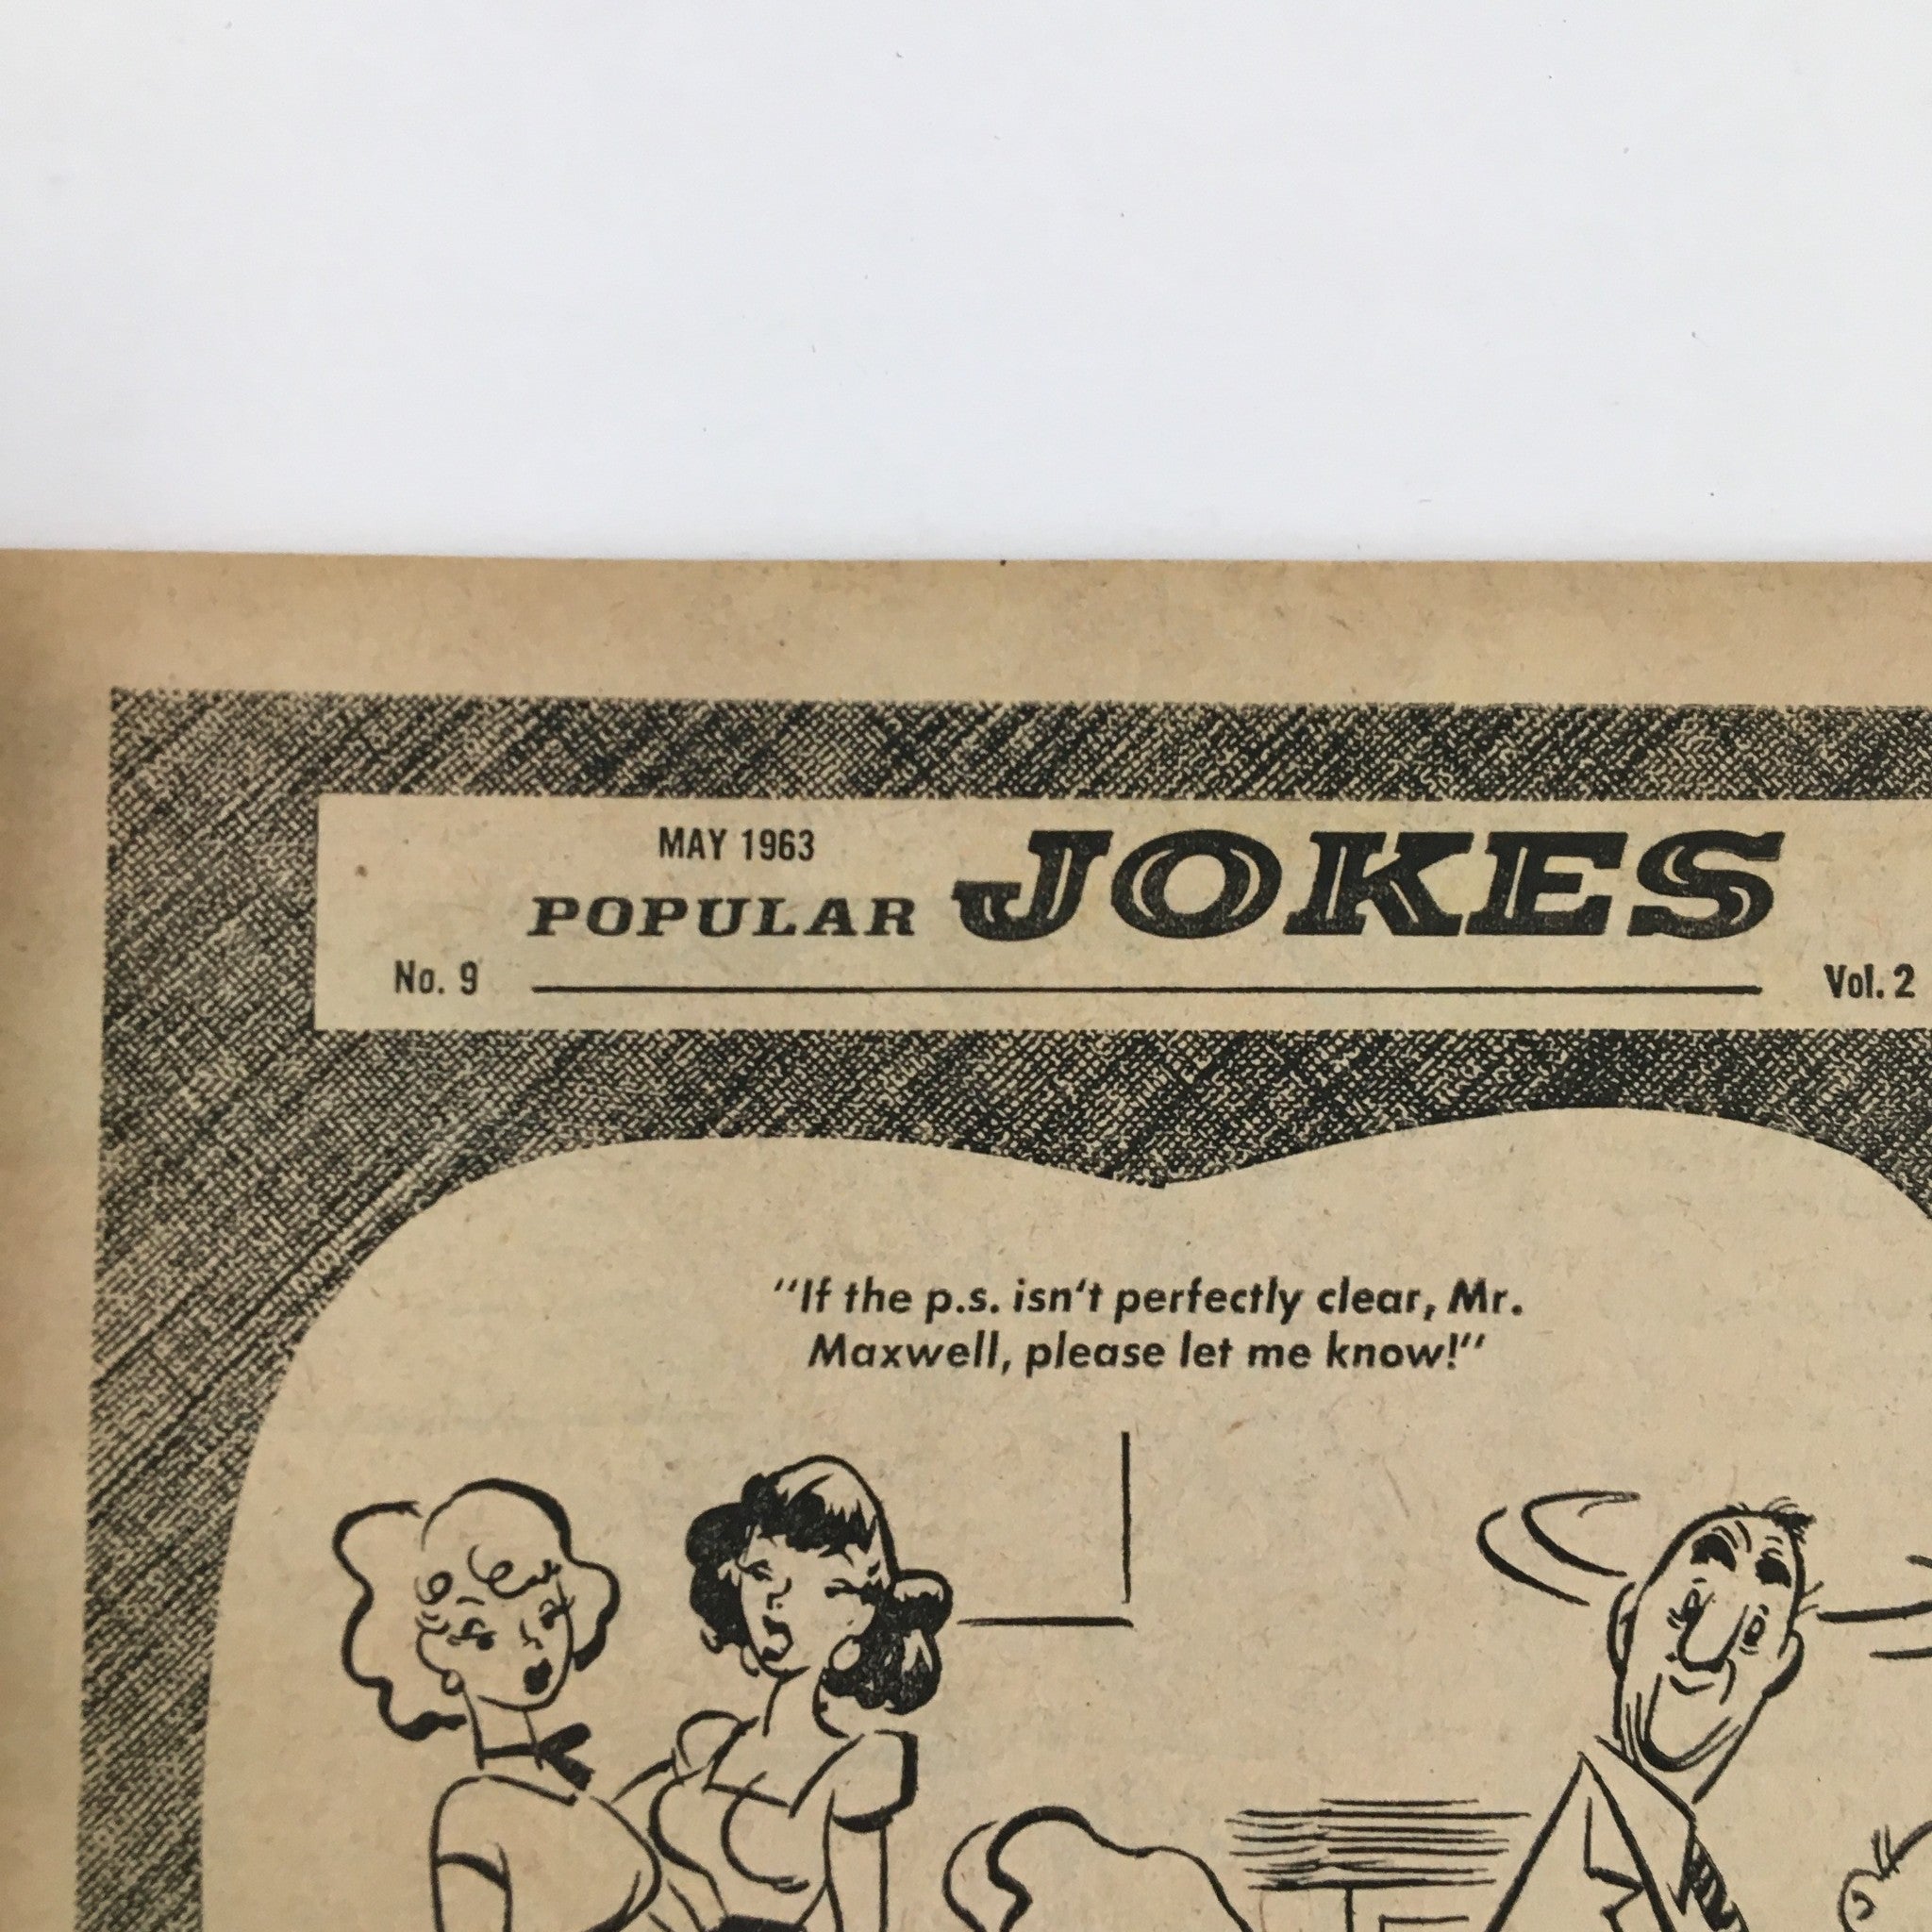 MAY 1963
POPULAR JOKES
No. 9 Vol. 2
"If the p.s. isn't perfectly clear, Mr.
Maxwell, please let me know!"